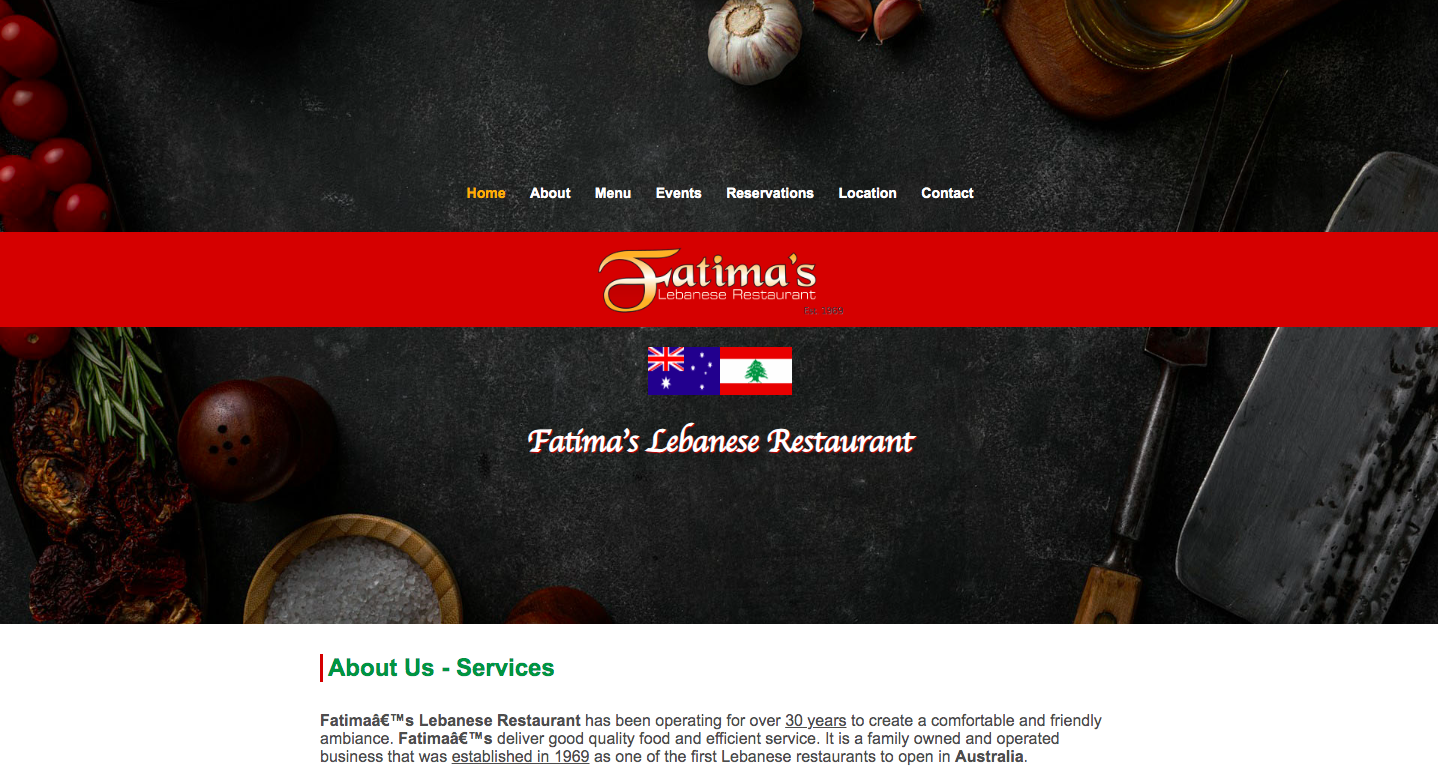 Home About Menu Events Reservations Location Contact
Fatima's
Lebanese Restaurant
Est. 1969
Fatima's Lebanese Restaurant
About Us - Services
Fatimaâ€™s Lebanese Restaurant has been operating for over 30 years to create a comfortable and friendly
ambiance. Fatimaâ€™s deliver good quality food and efficient service. It is a family owned and operated
business that was established in 1969 as one of the first Lebanese restaurants to open in Australia.